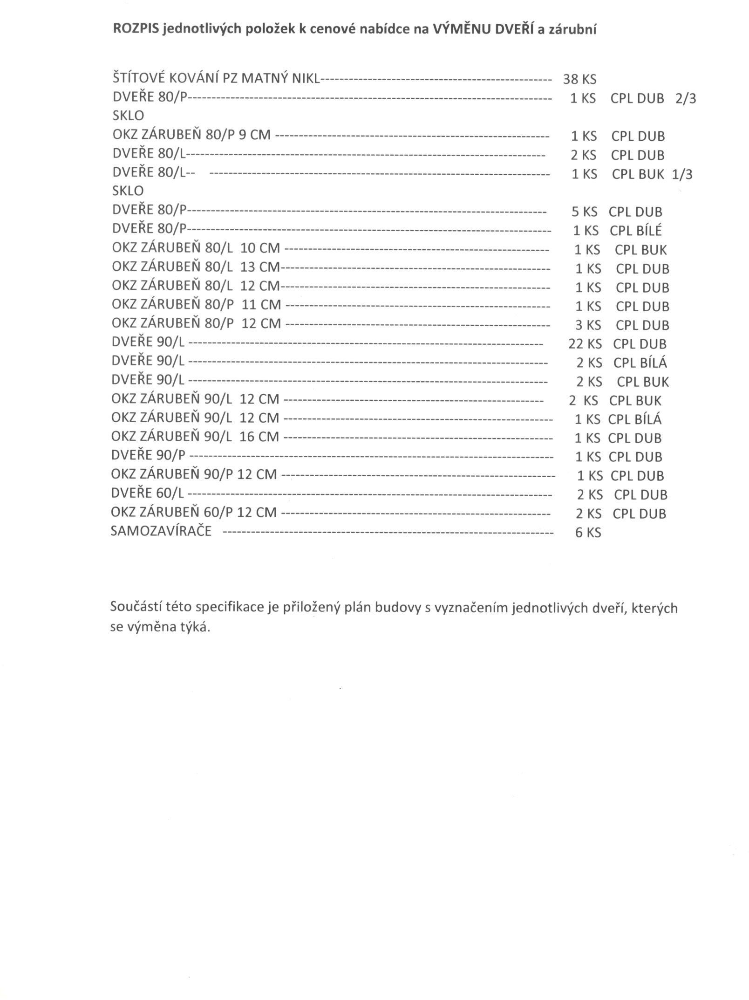 ROZPIS jednotlivých položek k cenové nabídce na VÝMĚNU DVEŘÍ a zárubní
ŠTÍTOVÉ KOVÁNÍ PZ MATNÝ NIKL------------------------------------------------- 38 KS
DVEŘE 80/P----------------------------------------------------------------------------- 1 KS CPL DUB 2/3
SKLO
OKZ ZÁRUBEŇ 80/P 9 CM ---------------------------------------------------------- 1 KS CPL DUB
DVEŘE 80/L---------------------------------------------------------------------------- 2 KS CPL DUB
DVEŘE 80/L-- ------------------------------------------------------------------------ 1 KS CPL BUK 1/3
SKLO
DVEŘE 80/P---------------------------------------------------------------------------- 5 KS CPL DUB
DVEŘE 80/P----------------------------------------------------------------------------- 1 KS CPL BÍLÉ
OKZ ZÁRUBEŇ 80/L 10 CM -------------------------------------------------------- 1 KS CPL BUK
OKZ ZÁRUBEŇ 80/L 13 CM--------------------------------------------------------- 1 KS CPL DUB
OKZ ZÁRUBEŇ 80/L 12 CM--------------------------------------------------------- 1 KS CPL DUB
OKZ ZÁRUBEŇ 80/P 11 CM -------------------------------------------------------- 1 KS CPL DUB
OKZ ZÁRUBEŇ 80/P 12 CM -------------------------------------------------------- 3 KS CPL DUB
DVEŘE 90/L --------------------------------------------------------------------------- 22 KS CPL DUB
DVEŘE 90/L ---------------------------------------------------------------------------- 2 KS CPL BÍLÁ
DVEŘE 90/L ---------------------------------------------------------------------------- 2 KS CPL BUK
OKZ ZÁRUBEŇ 90/L 12 CM ------------------------------------------------------- 2 KS CPL BUK
OKZ ZÁRUBEŇ 90/L 12 CM --------------------------------------------------------- 1 KS CPL BÍLÁ
OKZ ZÁRUBEŇ 90/L 16 CM --------------------------------------------------------- 1 KS CPL DUB
DVEŘE 90/P ----------------------------------------------------------------------------- 1 KS CPL DUB
OKZ ZÁRUBEŇ 90/P 12 CM ---------------------------------------------------------- 1 KS CPL DUB
DVEŘE 60/L ----------------------------------------------------------------------------- 2 KS CPL DUB
OKZ ZÁRUBEŇ 60/P 12 CM --------------------------------------------------------- 2 KS CPL DUB
SAMOZAVÍRAČE ---------------------------------------------------------------------- 6 KS
Součástí této specifikace je přiložený plán budovy s vyznačením jednotlivých dveří, kterých
se výměna týká.